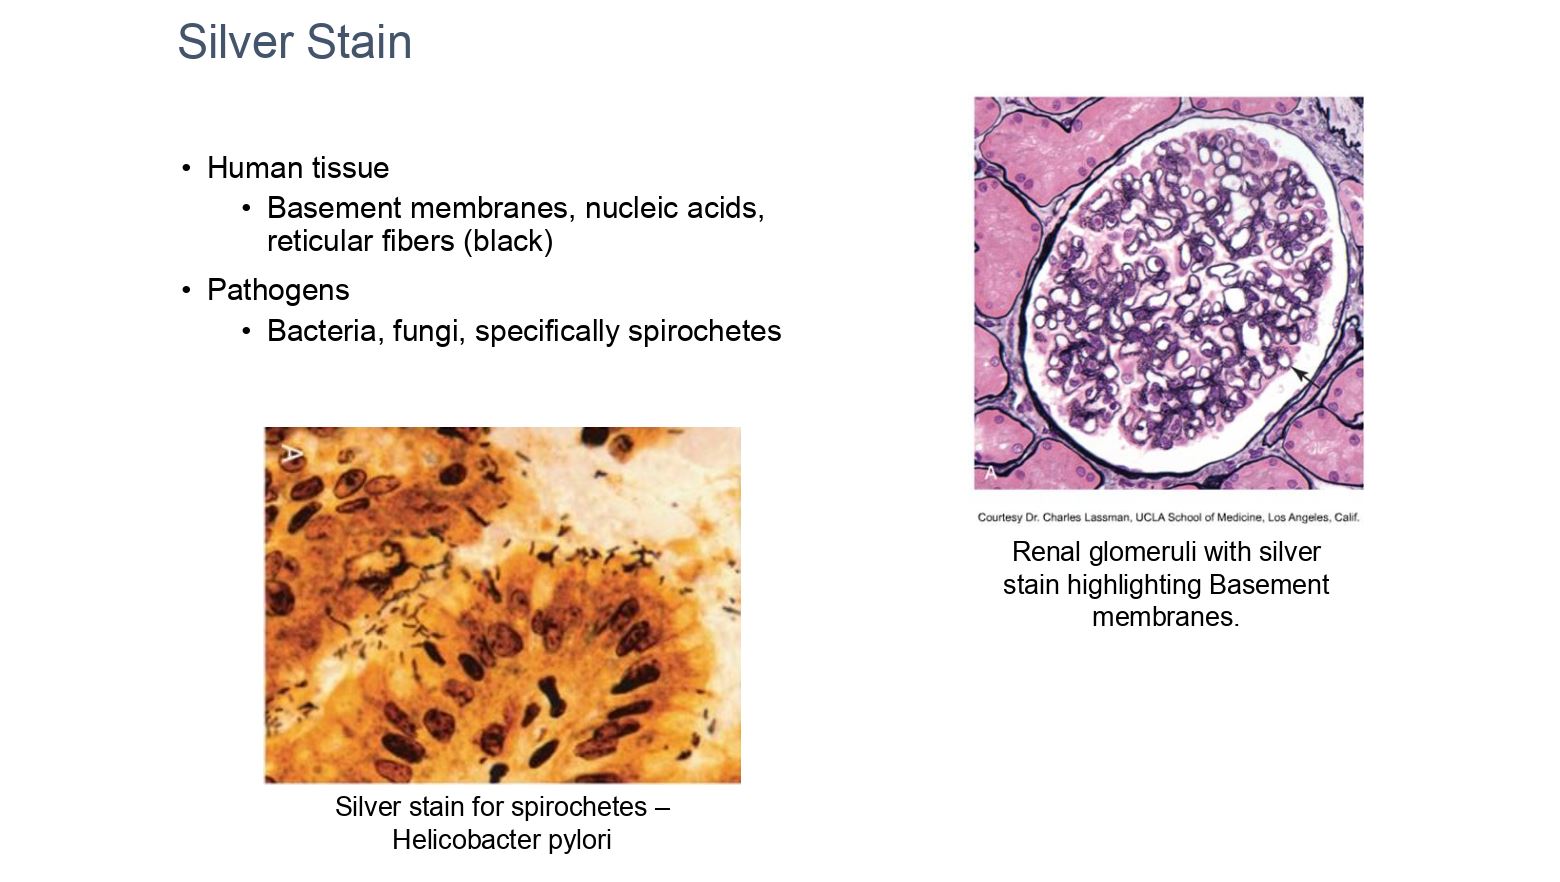 Silver Stain
• Human tissue
• Basement membranes, nucleic acids,
reticular fibers (black)
• Pathogens
• Bacteria, fungi, specifically spirochetes
A
Silver stain for spirochetes –
Helicobacter pylori
A
Courtesy Dr. Charles Lassman, UCLA School of Medicine, Los Angeles, Calif.
Renal glomeruli with silver
stain highlighting Basement
membranes.